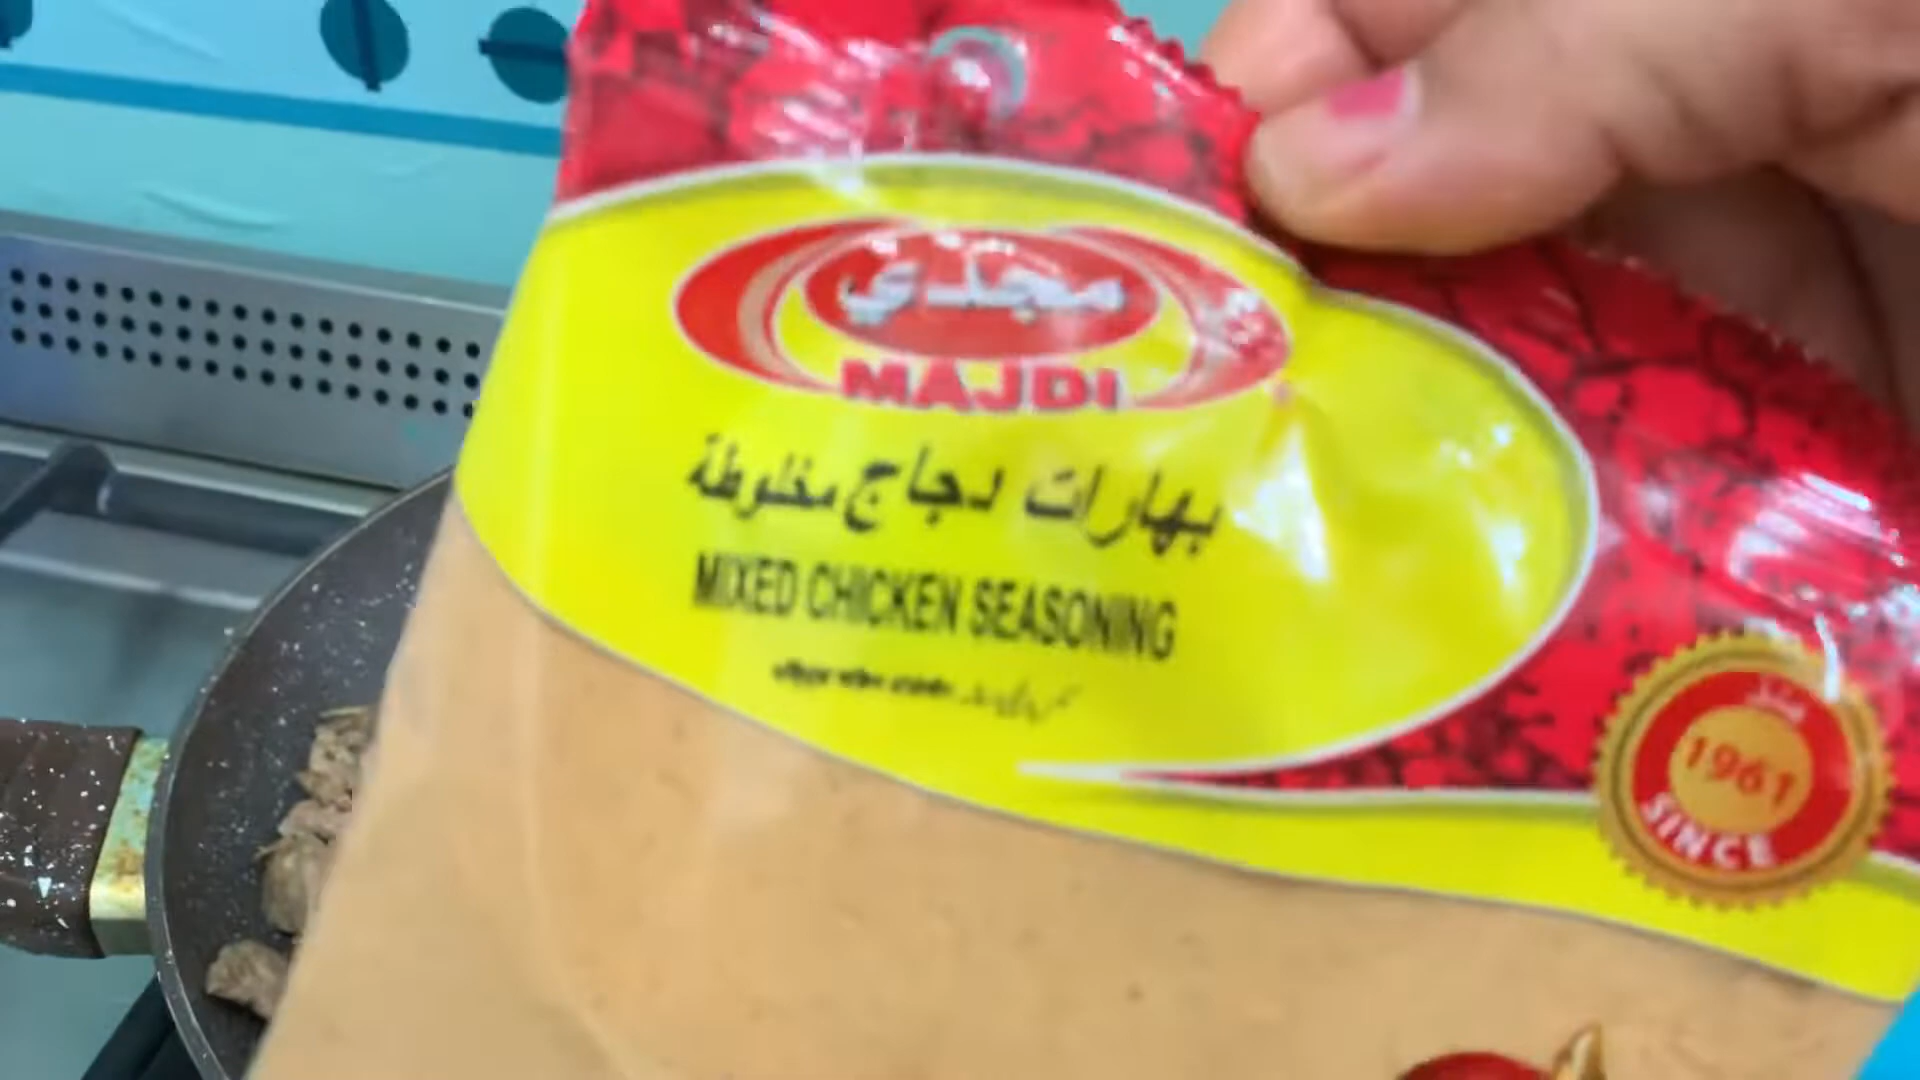 مجدي
MAJDI
بهارات دجاج مخلوطة
MIXED CHICKEN SEASONING
1961
SINCE